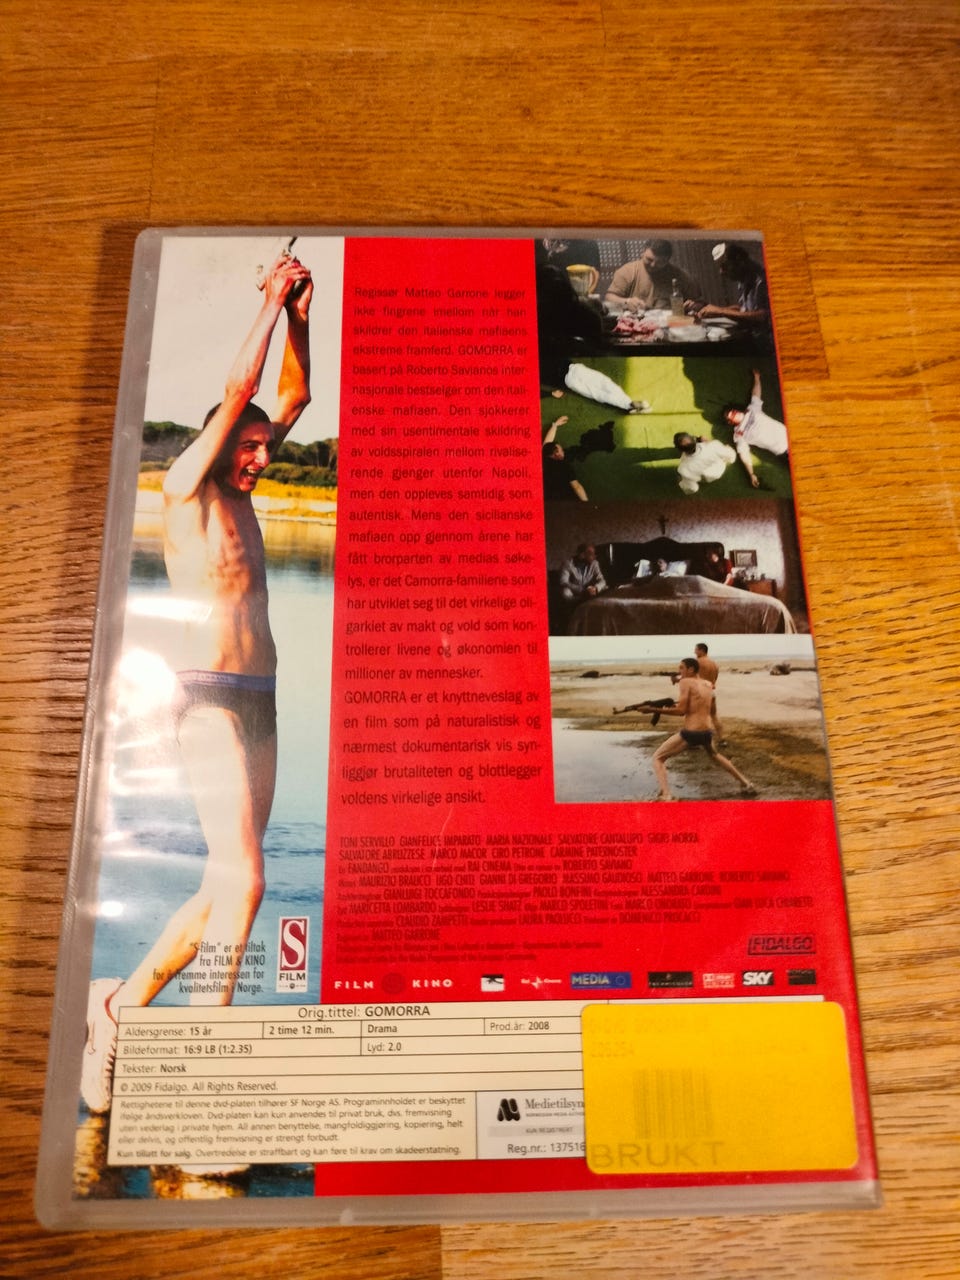 Regissør Matteo Garrone legger
ikke fingrene imellom når han
skildrer den italienske mafiaens
ekstreme framferd. GOMORRA er
basert på Roberto Savianos inter-
nasjonale bestselger om den itali-
enske mafiaen. Den sjokkerer
med sin usentimentale skildring
av voldsspiralen mellom rivalise-
rende gjenger utenfor Napoli,
men den oppleves samtidig som
autentisk. Mens den sicilianske
mafiaen opp gjennom årene har
fått brorparten av medias søke-
lys, er det Camorra-familiene som
har utviklet seg til det virkelige oli-
garkiet av makt og vold som kon-
trollerer livene og økonomien til
millioner av mennesker.
GOMORRA er et knyttneveslag av
en film som på naturalistisk og
nærmest dokumentarisk vis syn-
liggjør brutaliteten og blottlegger
voldens virkelige ansikt.
TONI SERVILLO GIANFELICE IMPARATO MARIA NAZIONALE SALVATORE CANTALUPO GIGIO MORRA
SALVATORE ABRUZZESE MARCO MACOR CIRO PETRONE CARMINE PATERNOSTER
En FANDANGO RAI CINEMA ROBERTO SAVIANO
MAURIZIO BRAUCCI UGO CHITI GIANNI DI GREGORIO MASSIMO GAUDIOSO MATTEO GARRONE ROBERTO SAVIANO
GIANLUIGI TOCCAFONDO PAOLO BONFINI ALESSANDRA CARDINI
MARICETTA LOMBARDO LESLIE SHATZ MARCO SPOLETINI MARCO ONORATO GIAN LUCA CHIARETTI
CLAUDIO ZAMPETTI LAURA PAOLUCCI DOMENICO PROCACCI
MATTEO GARRONE
"S-film" er et tiltak
fra FILM & KINO
for å fremme interessen for
kvalitetsfilm i Norge.
S
FILM
FIDALGO
FILM KINO
Rai Cinema
MEDIA
TECHNICOLOR
SKY
Orig.tittel: GOMORRA
Aldersgrense: 15 år
2 time 12 min.
Drama
Prod.år: 2008
Bildeformat: 16:9 LB (1:2.35)
Lyd: 2.0
Tekster: Norsk
© 2009 Fidalgo. All Rights Reserved.
Rettighetene til denne dvd-platen tilhører SF Norge AS. Programinnholdet er beskyttet
ifølge åndsverkloven. Dvd-platen kan kun anvendes til privat bruk, dvs. fremvisning
uten vederlag i private hjem. All annen benyttelse, mangfoldiggjøring, kopiering, helt
eller delvis, og offentlig fremvisning er strengt forbudt.
Kun tillatt for salg. Overtredelse er straffbart og kan føre til krav om skadeerstatning.
Medietilsyn
KUN REGISTRERT
Reg.nr.: 137516
BRUKT